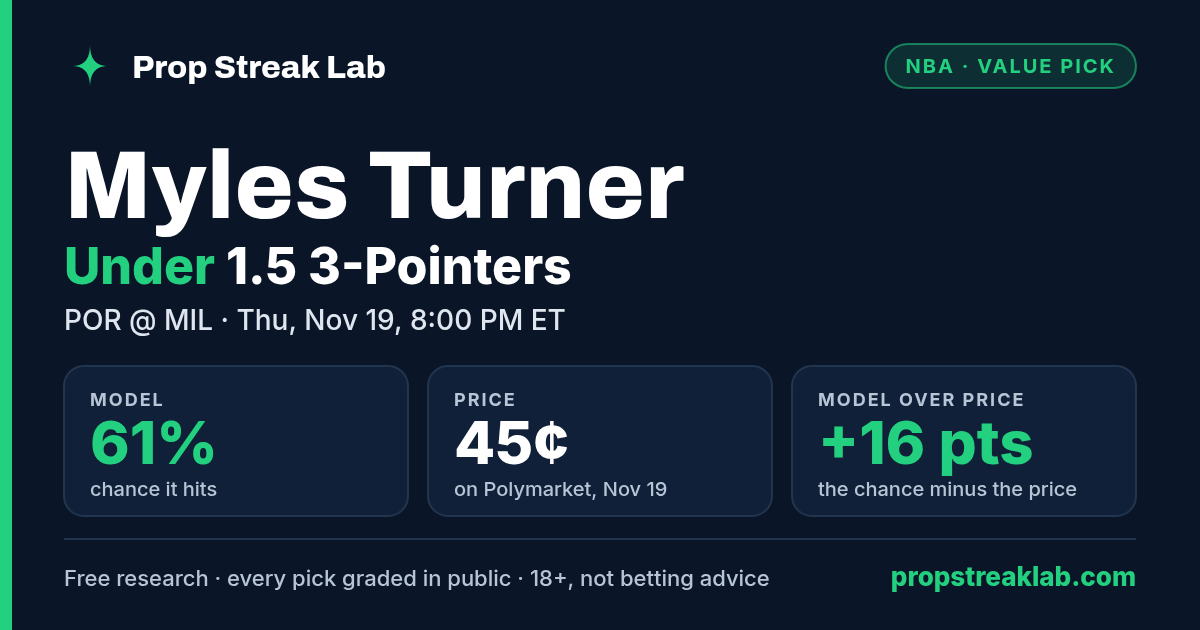 Prop Streak Lab
NBA · VALUE PICK
Myles Turner
Under 1.5 3-Pointers
POR @ MIL · Thu, Nov 19, 8:00 PM ET
MODEL
61%
chance it hits
PRICE
45¢
on Polymarket, Nov 19
MODEL OVER PRICE
+16 pts
the chance minus the price
Free research · every pick graded in public · 18+, not betting advice
propstreaklab.com